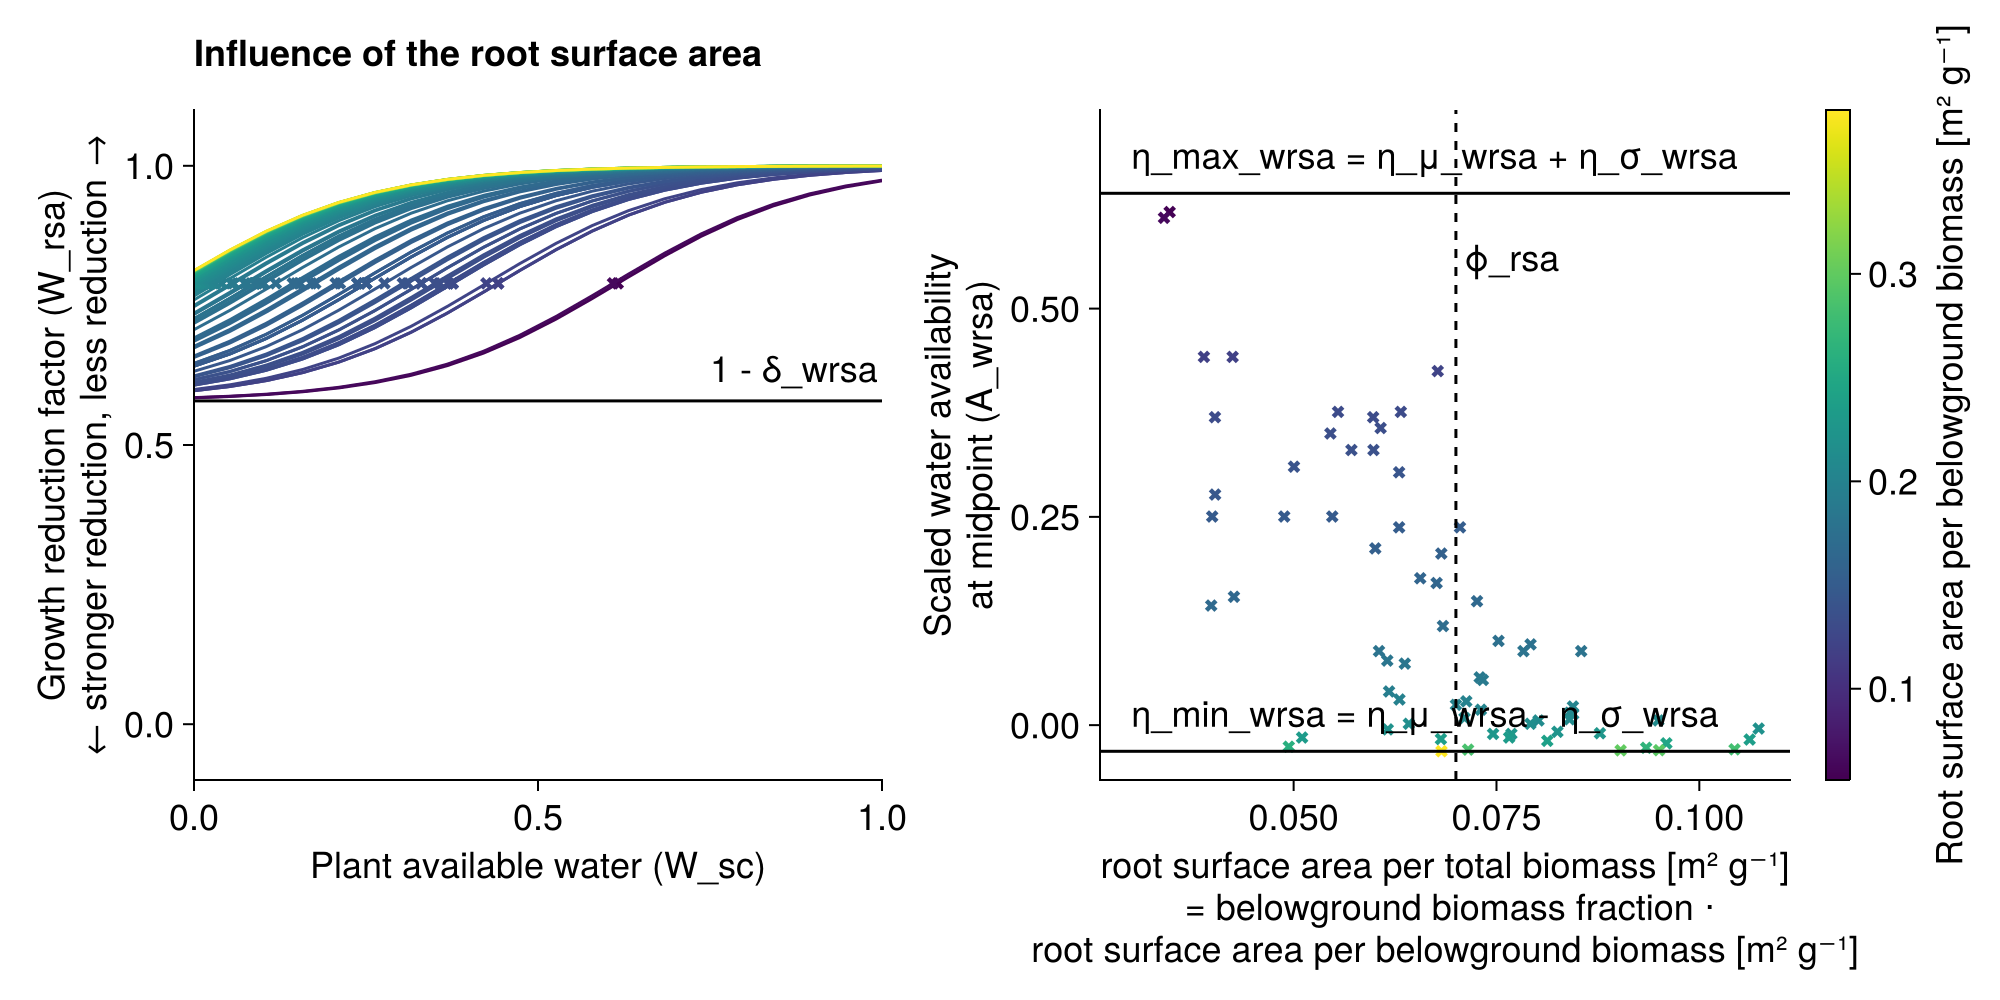 Influence of the root surface area
Growth reduction factor (W_rsa)
← stronger reduction, less reduction →
1.0
0.5
0.0
1 - δ_wrsa
0.0
0.5
1.0
Plant available water (W_sc)
Scaled water availability
at midpoint (A_wrsa)
0.50
0.25
0.00
η_max_wrsa = η_μ_wrsa + η_σ_wrsa
ϕ_rsa
η_min_wrsa = η_μ_wrsa - η_σ_wrsa
0.050
0.075
0.100
root surface area per total biomass [m² g⁻¹]
= belowground biomass fraction ⋅
root surface area per belowground biomass [m² g⁻¹]
0.3
0.2
0.1
Root surface area per belowground biomass [m² g⁻¹]